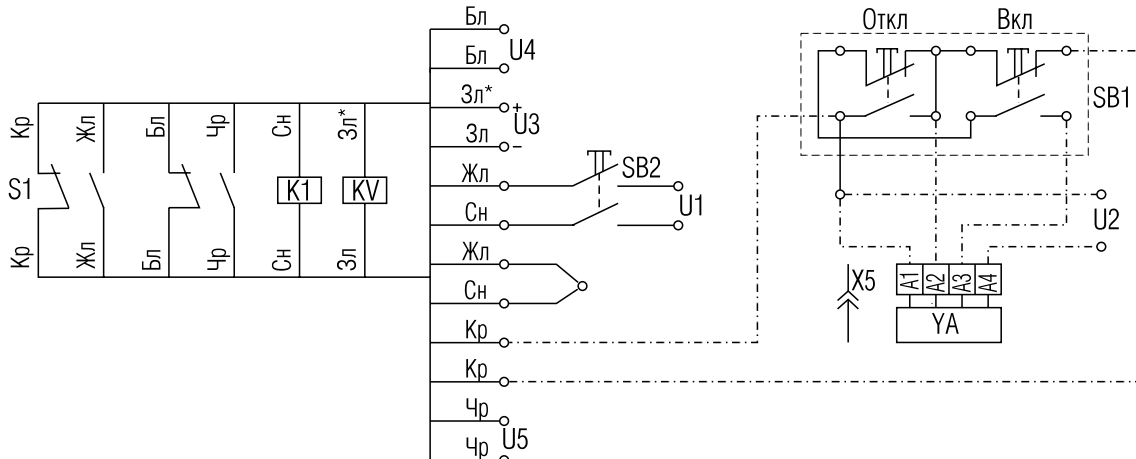 Бл
U4
Бл
Зл*
+
U3
Зл
–
Жл
SB2
U1
Сн
Жл
Сн
Кр
Кр
Чр
U5
Чр
Кр
Жл
Бл
Чр
Сн
Зл*
S1
K1
KV
Кр
Жл
Бл
Чр
Сн
Зл
Откл
Вкл
SB1
U2
X5
A1
A2
A3
A4
YA